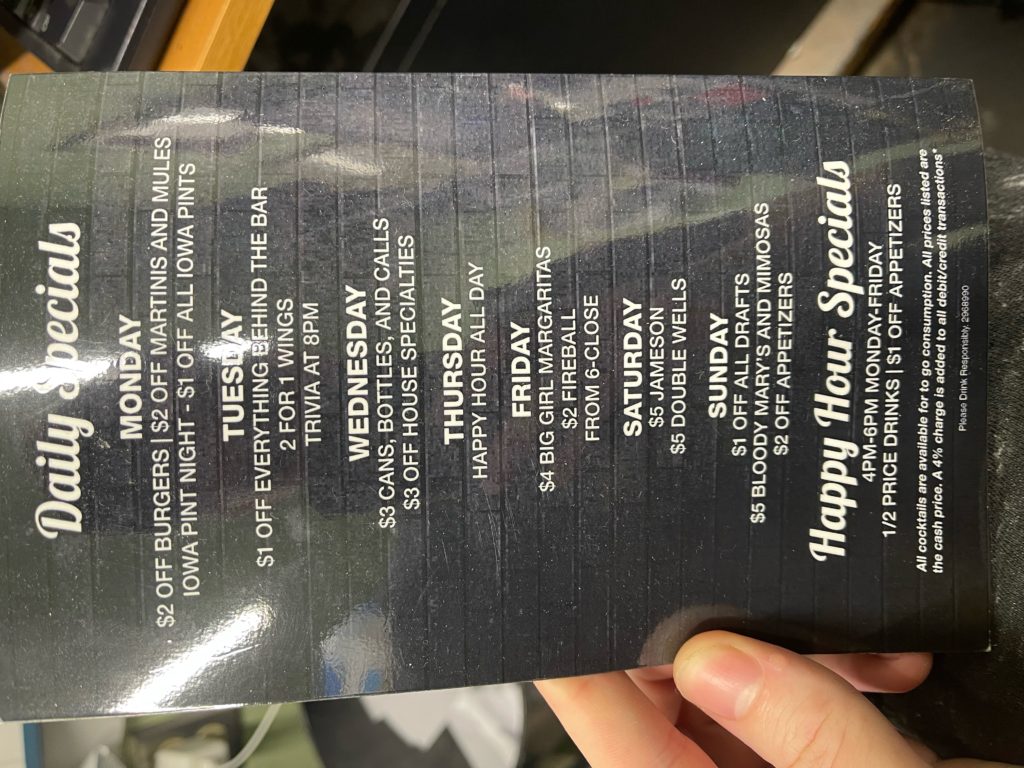 Daily Specials
MONDAY
$2 OFF BURGERS | $2 OFF MARTINIS AND MULES
IOWA PINT NIGHT - $1 OFF ALL IOWA PINTS
TUESDAY
$1 OFF EVERYTHING BEHIND THE BAR
2 FOR 1 WINGS
TRIVIA AT 8PM
WEDNESDAY
$3 CANS, BOTTLES, AND CALLS
$3 OFF HOUSE SPECIALTIES
THURSDAY
HAPPY HOUR ALL DAY
FRIDAY
$4 BIG GIRL MARGARITAS
$2 FIREBALL
FROM 6-CLOSE
SATURDAY
$5 JAMESON
$5 DOUBLE WELLS
SUNDAY
$1 OFF ALL DRAFTS
$5 BLOODY MARY'S AND MIMOSAS
$2 OFF APPETIZERS
Happy Hour Specials
4PM-6PM MONDAY-FRIDAY
1/2 PRICE DRINKS | $1 OFF APPETIZERS
All cocktails are available for to go consumption. All prices listed are
the cash price. A 4% charge is added to all debit/credit transactions*
Please Drink Responsibly. 2968990